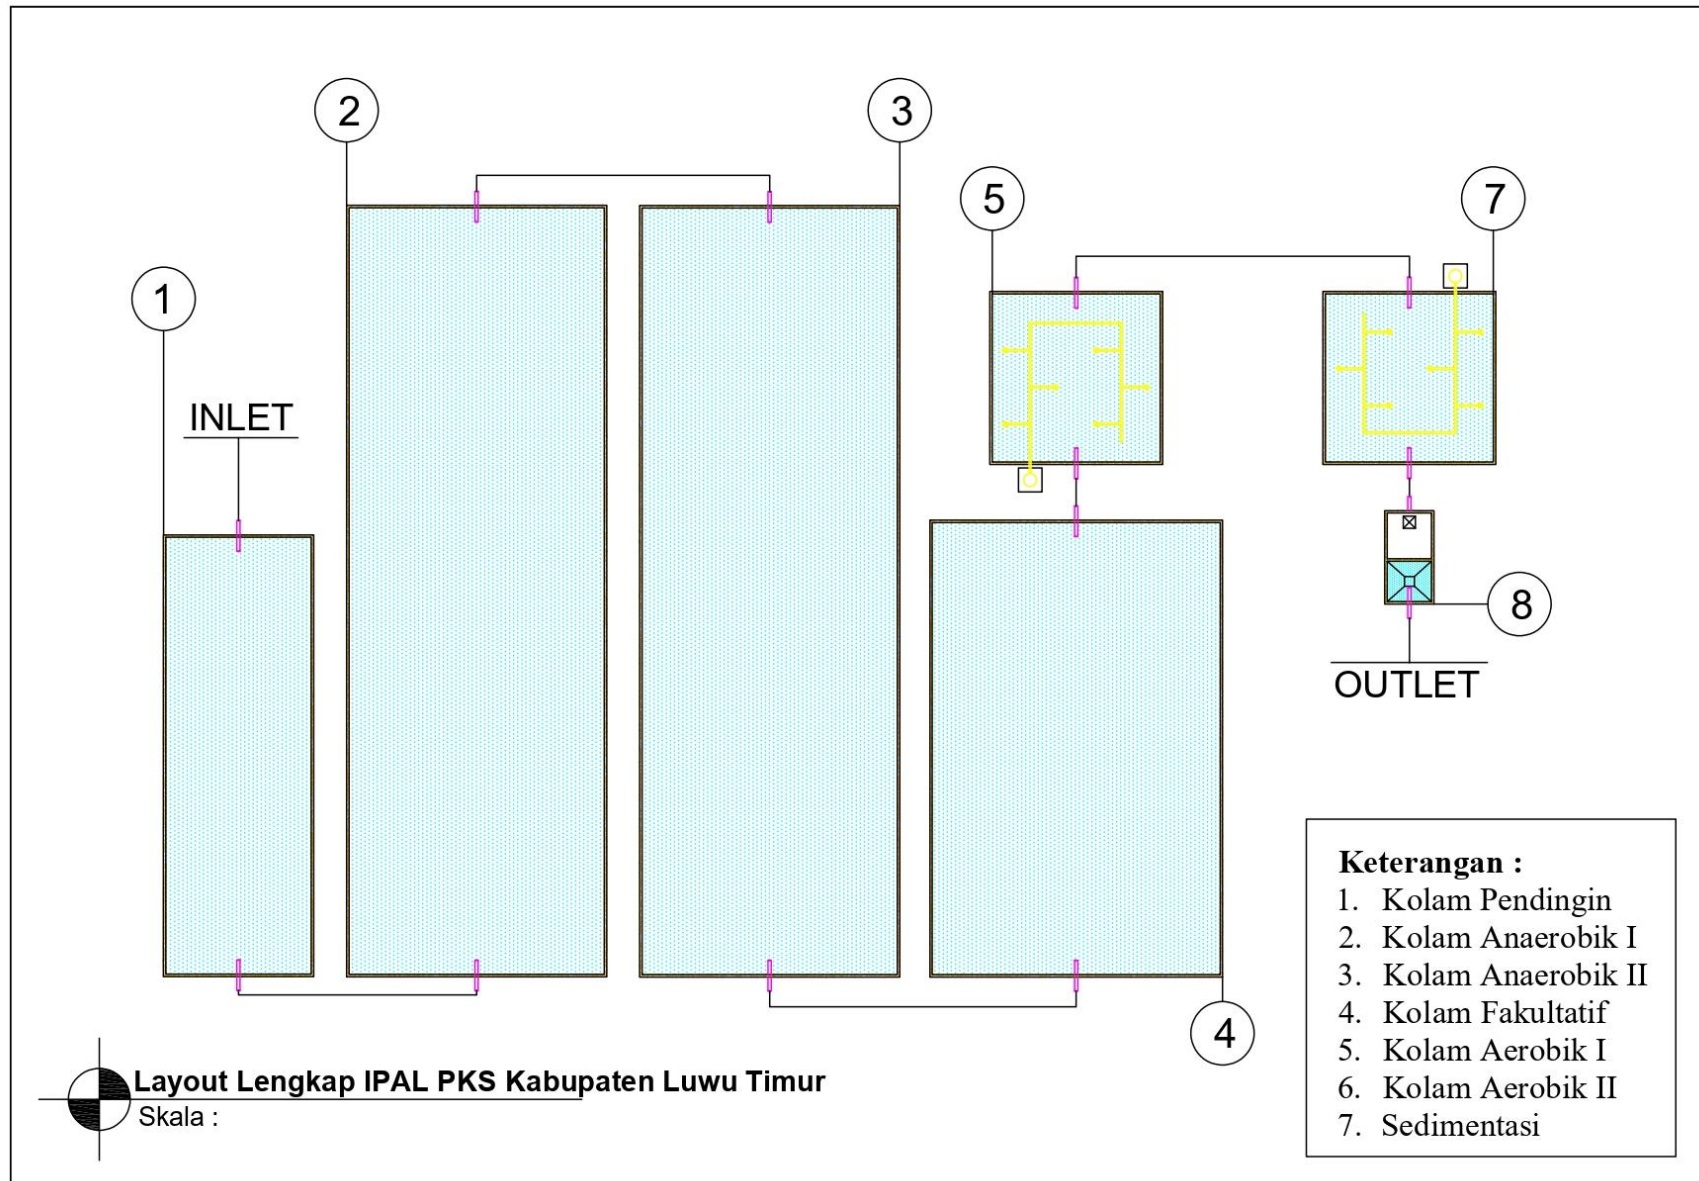 2
3
5
7
1
INLET
8
OUTLET
4
Keterangan :
1. Kolam Pendingin
2. Kolam Anaerobik I
3. Kolam Anaerobik II
4. Kolam Fakultatif
5. Kolam Aerobik I
6. Kolam Aerobik II
7. Sedimentasi
Layout Lengkap IPAL PKS Kabupaten Luwu Timur
Skala :